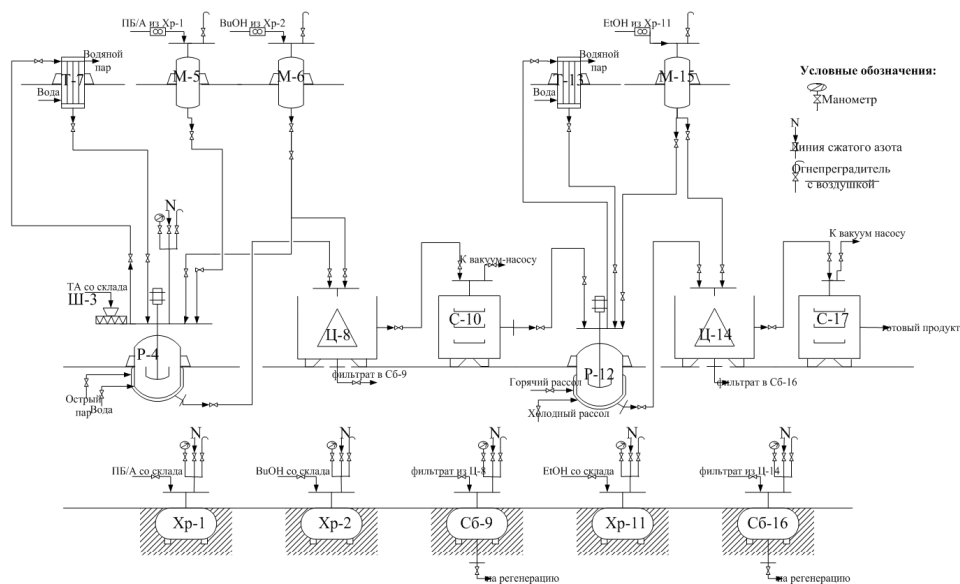 ПБ/А из Хр-1
BuOH из Хр-2
EtOH из Хр-11
Водяной
пар
Т-7
Вода
М-5
М-6
Водяной
пар
Т-13
Вода
М-15
Условные обозначения:
Манометр
N
Линия сжатого азота
Огнепреградитель
с воздушкой
N
ТА со склада
Ш-3
К вакуум-насосу
К вакуум насосу
Ц-8
С-10
Ц-14
С-17
готовый продукт
Р-4
Р-12
фильтрат в Сб-9
фильтрат в Сб-16
Острый
пар
Вода
Горячий рассол
Холодный рассол
N
N
N
N
N
ПБ/А со склада
BuOH со склада
фильтрат из Ц-8
EtOH со склада
фильтрат из Ц-14
Хр-1
Хр-2
Сб-9
Хр-11
Сб-16
на регенерацию
на регенерацию